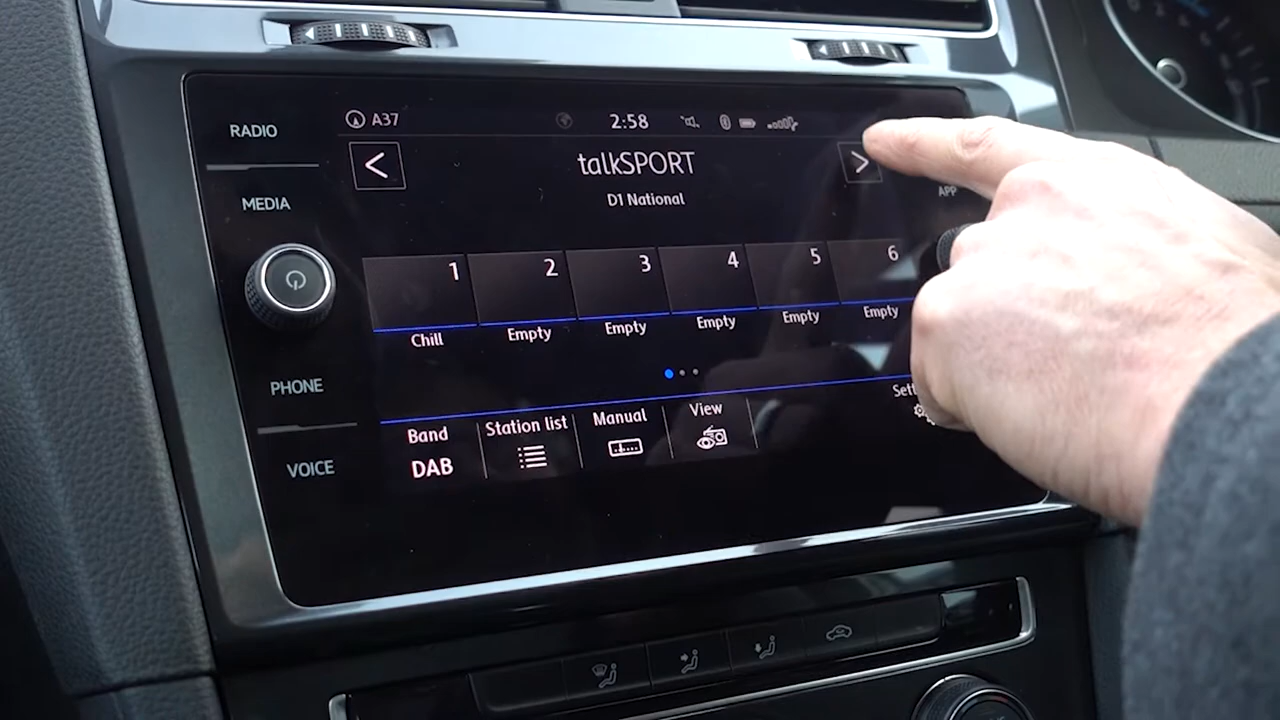 RADIO
A37
2:58
MEDIA
<
talkSPORT
>
D1 National
APP
1 2 3 4 5 6
Chill Empty Empty Empty Empty Empty
PHONE
Band Station list Manual View
DAB
VOICE